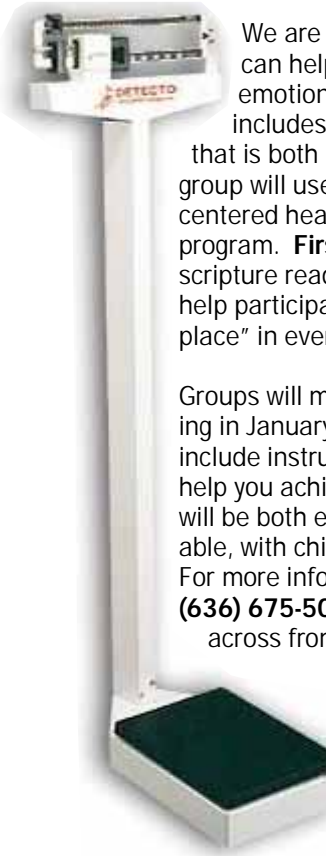 DETECTO
We are
can help
emotion
includes
that is both
group will use
centered hea
program. Firs
scripture read
help participa
place” in ever
Groups will m
ing in January
include instru
help you achi
will be both e
able, with chi
For more info
(636) 675-50
across from